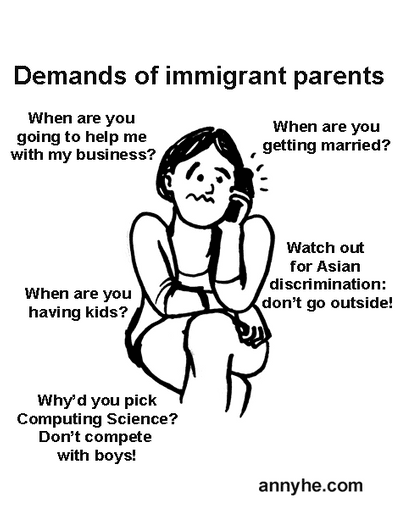 Demands of immigrant parents
When are you
going to help me
with my business?
When are you
getting married?
When are you
having kids?
Watch out
for Asian
discrimination:
don't go outside!
Why'd you pick
Computing Science?
Don't compete
with boys!
annyhe.com